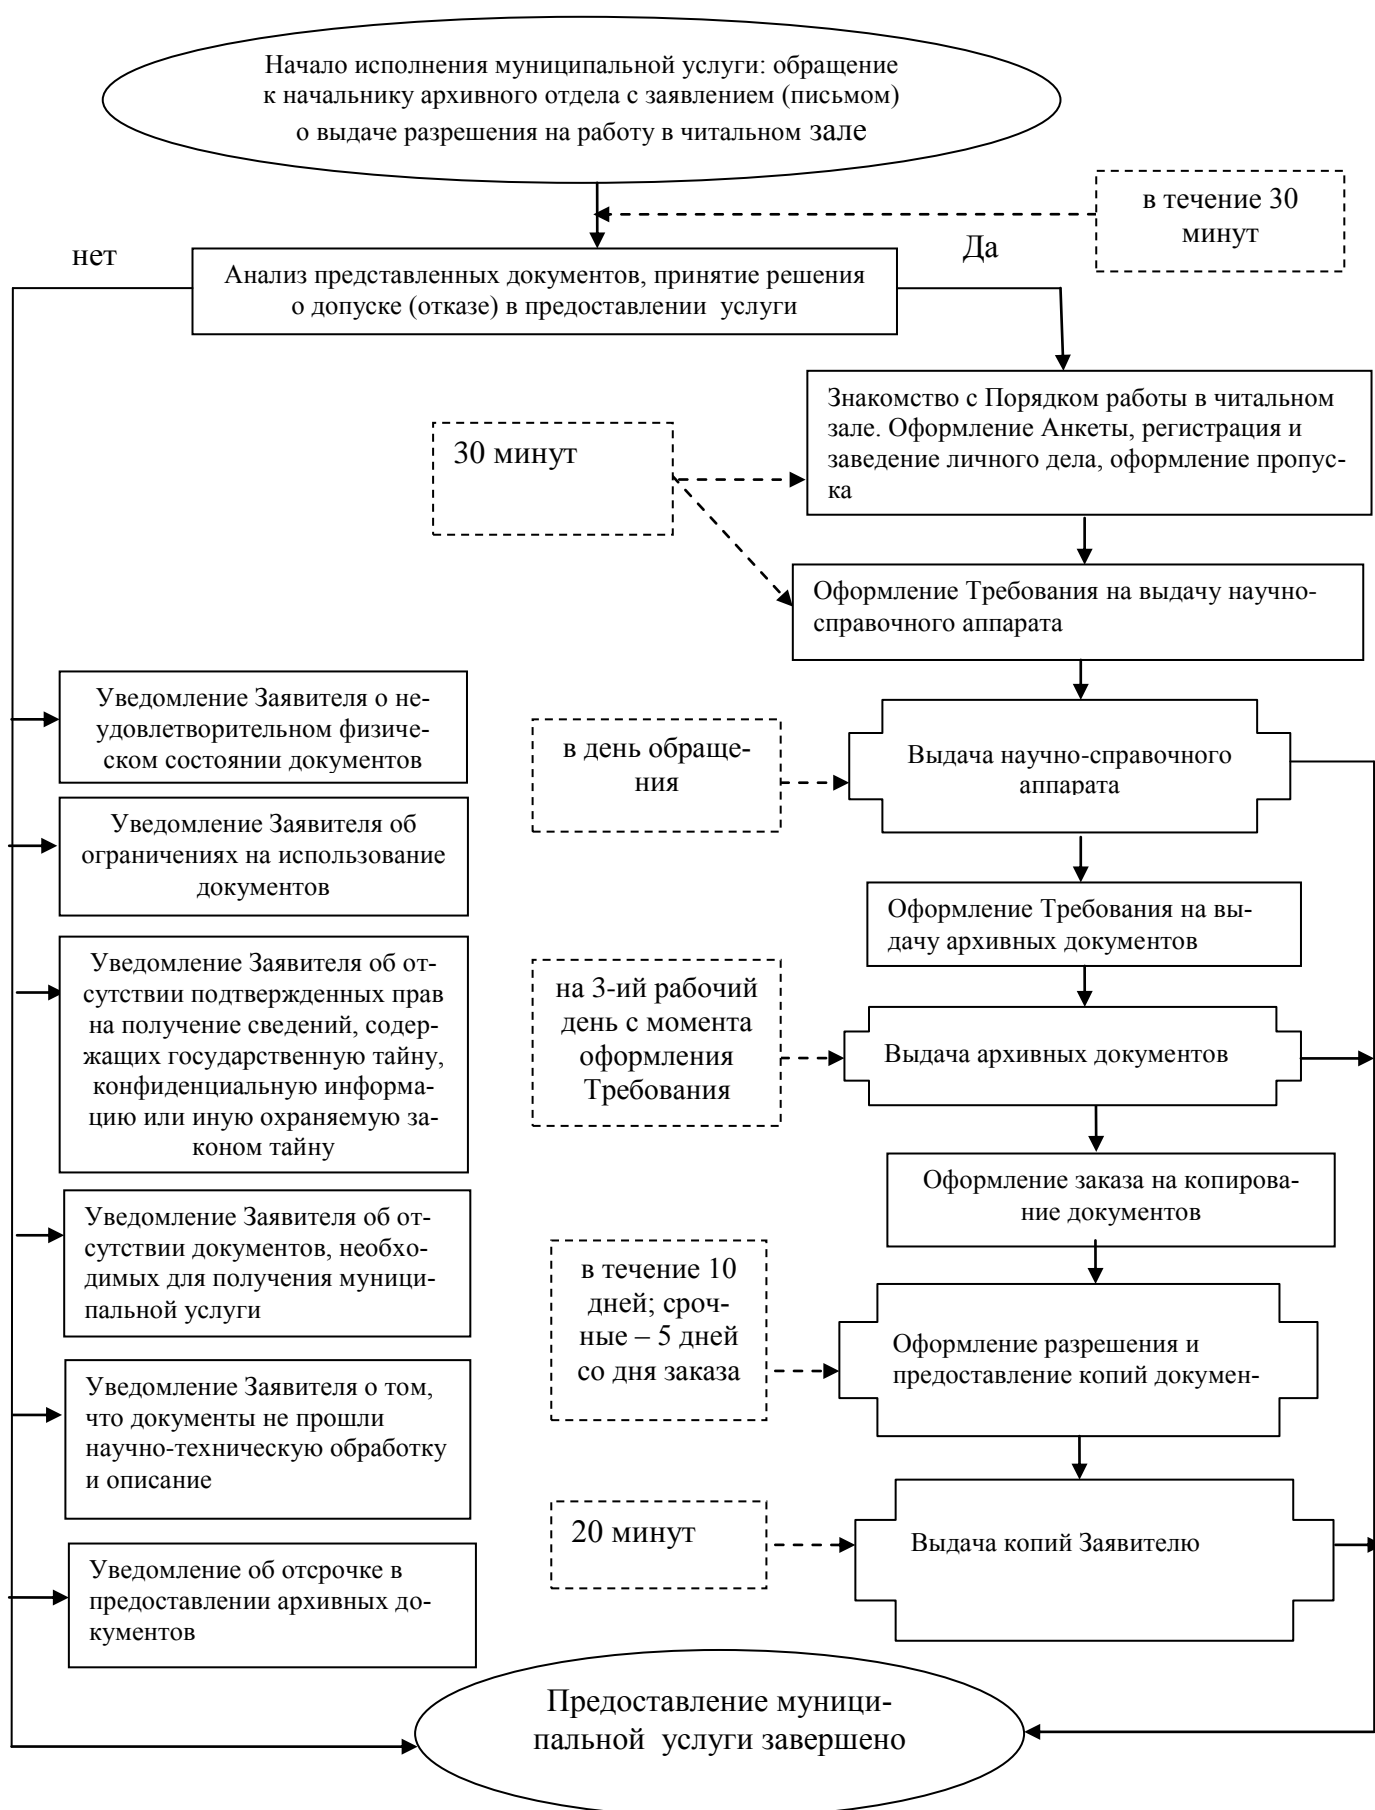 Начало исполнения муниципальной услуги: обращение
к начальнику архивного отдела с заявлением (письмом)
о выдаче разрешения на работу в читальном зале
в течение 30
минут
нет
Да
Анализ представленных документов, принятие решения
о допуске (отказе) в предоставлении услуги
Знакомство с Порядком работы в читальном
зале. Оформление Анкеты, регистрация и
заведение личного дела, оформление пропус-
ка
30 минут
Оформление Требования на выдачу научно-
справочного аппарата
Уведомление Заявителя о не-
удовлетворительном физиче-
ском состоянии документов
в день обраще-
ния
Выдача научно-справочного
аппарата
Уведомление Заявителя об
ограничениях на использование
документов
Оформление Требования на вы-
дачу архивных документов
Уведомление Заявителя об от-
сутствии подтвержденных прав
на получение сведений, содер-
жащих государственную тайну,
конфиденциальную информа-
цию или иную охраняемую за-
коном тайну
на 3-ий рабочий
день с момента
оформления
Требования
Выдача архивных документов
Оформление заказа на копирова-
ние документов
Уведомление Заявителя об от-
сутствии документов, необхо-
димых для получения муници-
пальной услуги
в течение 10
дней; сроч-
ные – 5 дней
со дня заказа
Оформление разрешения и
предоставление копий докумен-
Уведомление Заявителя о том,
что документы не прошли
научно-техническую обработку
и описание
20 минут
Выдача копий Заявителю
Уведомление об отсрочке в
предоставлении архивных до-
кументов
Предоставление муници-
пальной услуги завершено